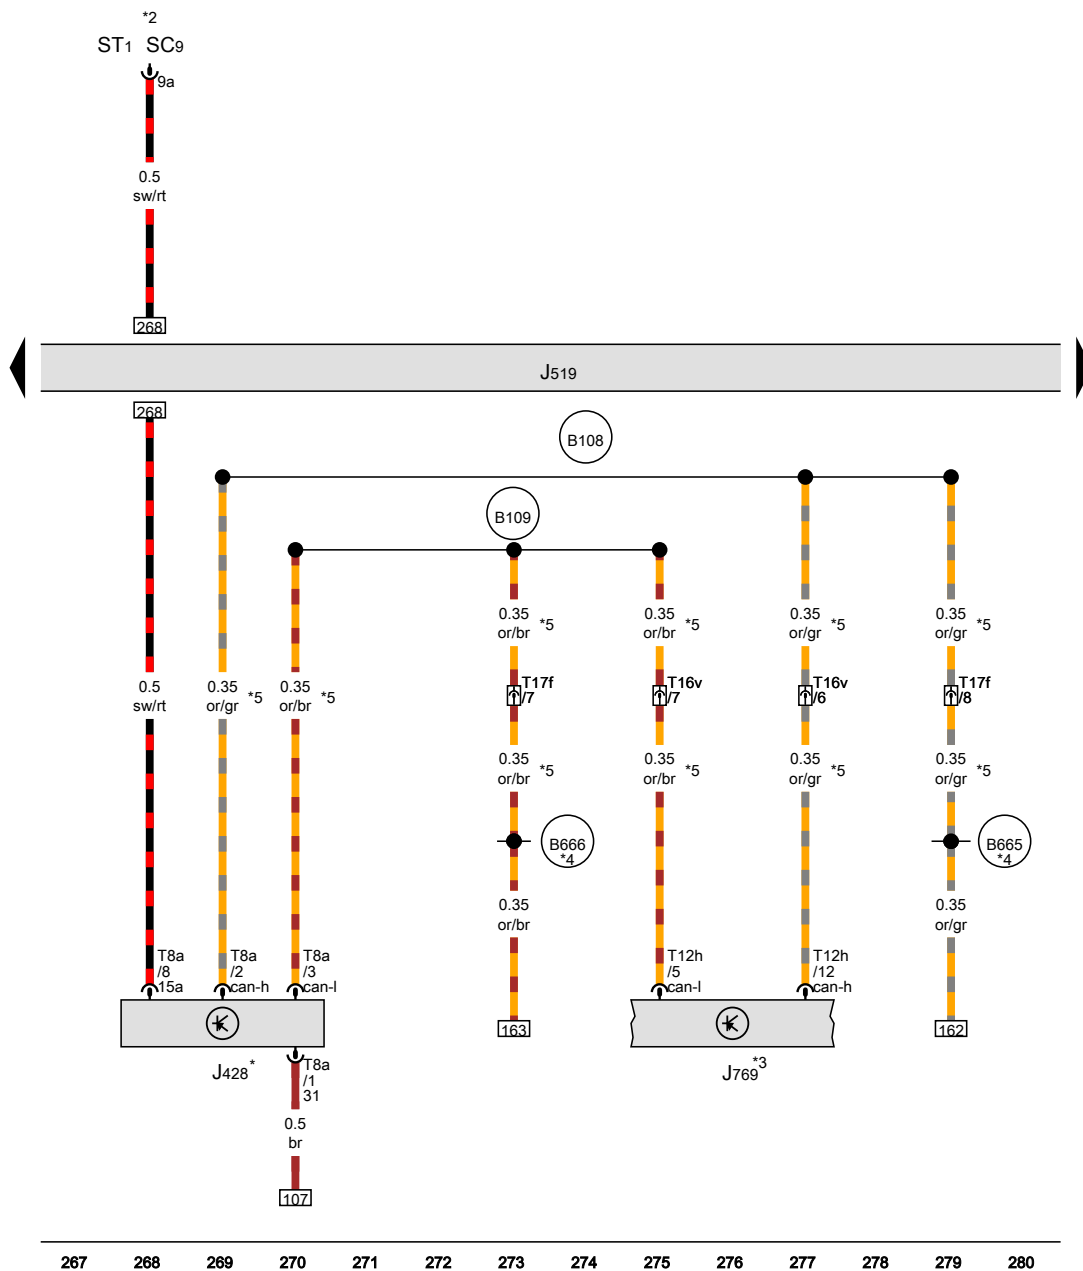 *2
ST1 SC9
9a
0.5
sw/rt
268
J519
268
B108
B109
0.35
or/br *5
0.35
or/br *5
0.35
or/gr *5
0.35
or/gr *5
T17f
/7
T16v
/7
T16v
/6
T17f
/8
0.5
sw/rt
0.35
or/gr *5
0.35
or/br *5
0.35
or/br *5
0.35
or/br *5
0.35
or/gr *5
0.35
or/gr *5
B666
*4
B665
*4
0.35
or/br
0.35
or/gr
T8a
/8
15a
T8a
/2
can-h
T8a
/3
can-l
T12h
/5
can-l
T12h
/12
can-h
163
162
J428*
J769*3
T8a
/1
31
0.5
br
107
267 268 269 270 271 272 273 274 275 276 277 278 279 280